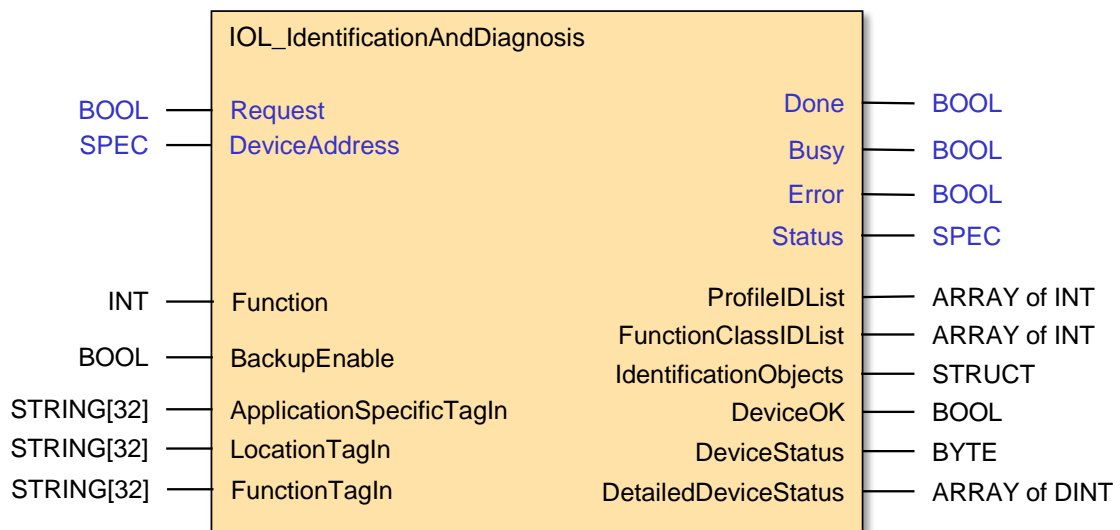 IOL_IdentificationAndDiagnosis
BOOL Request Done BOOL
SPEC DeviceAddress Busy BOOL
Error BOOL
Status SPEC
INT Function ProfileIDList ARRAY of INT
FunctionClassIDList ARRAY of INT
BOOL BackupEnable IdentificationObjects STRUCT
STRING[32] ApplicationSpecificTagIn DeviceOK BOOL
STRING[32] LocationTagIn DeviceStatus BYTE
STRING[32] FunctionTagIn DetailedDeviceStatus ARRAY of DINT